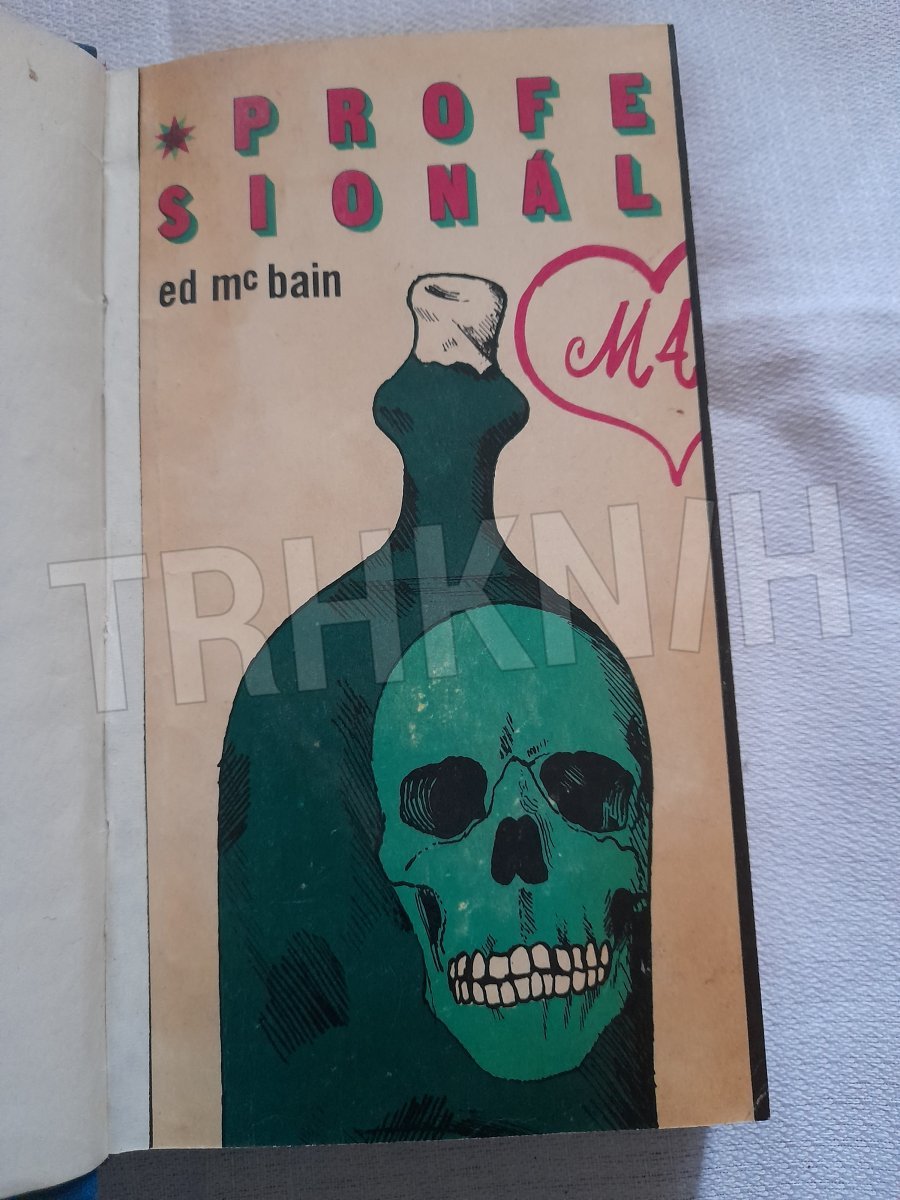 PROFE
SIONÁL
ed mc bain
MA
TRHKNIH